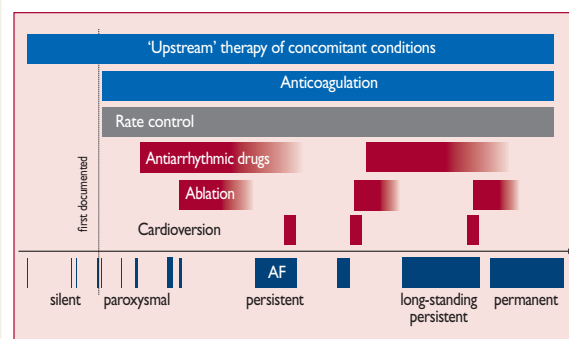 ‘Upstream’ therapy of concomitant conditions
Anticoagulation
Rate control
Antiarrhythmic drugs
Ablation
Cardioversion
first documented
AF
silent paroxysmal persistent long-standing permanent
persistent